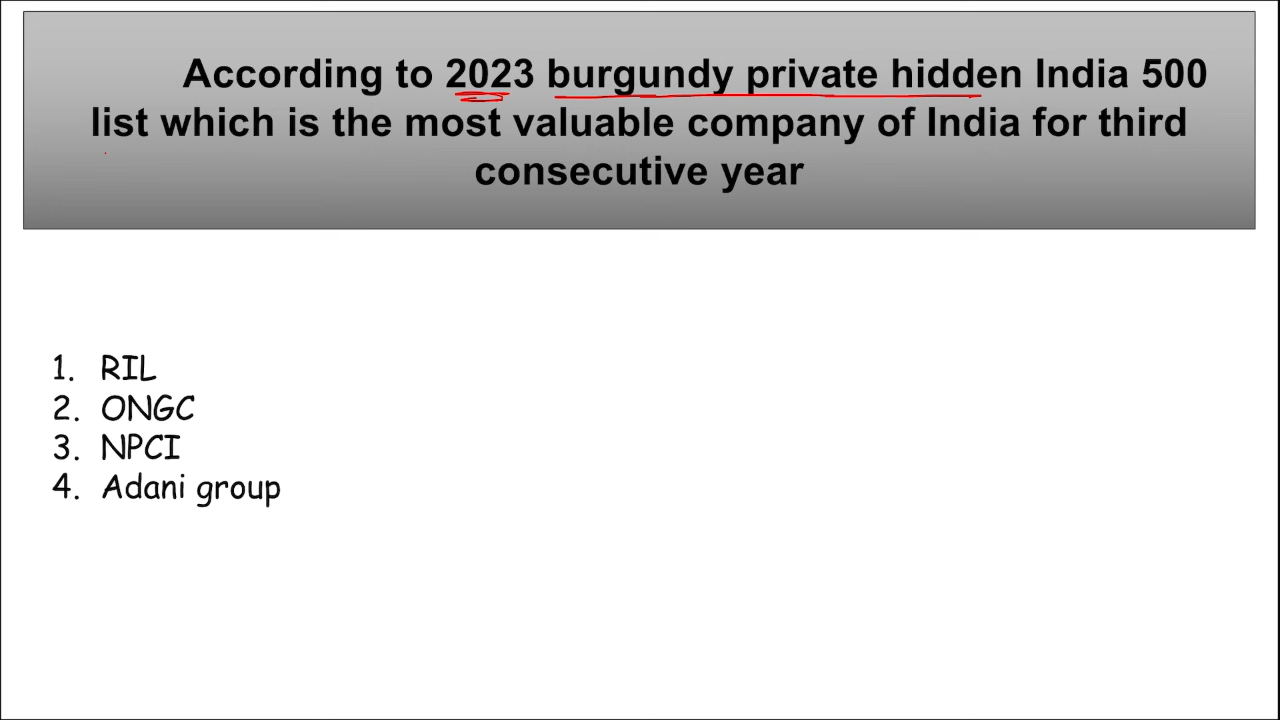 According to 2023 burgundy private hidden India 500
list which is the most valuable company of India for third
consecutive year
1. RIL
2. ONGC
3. NPCI
4. Adani group